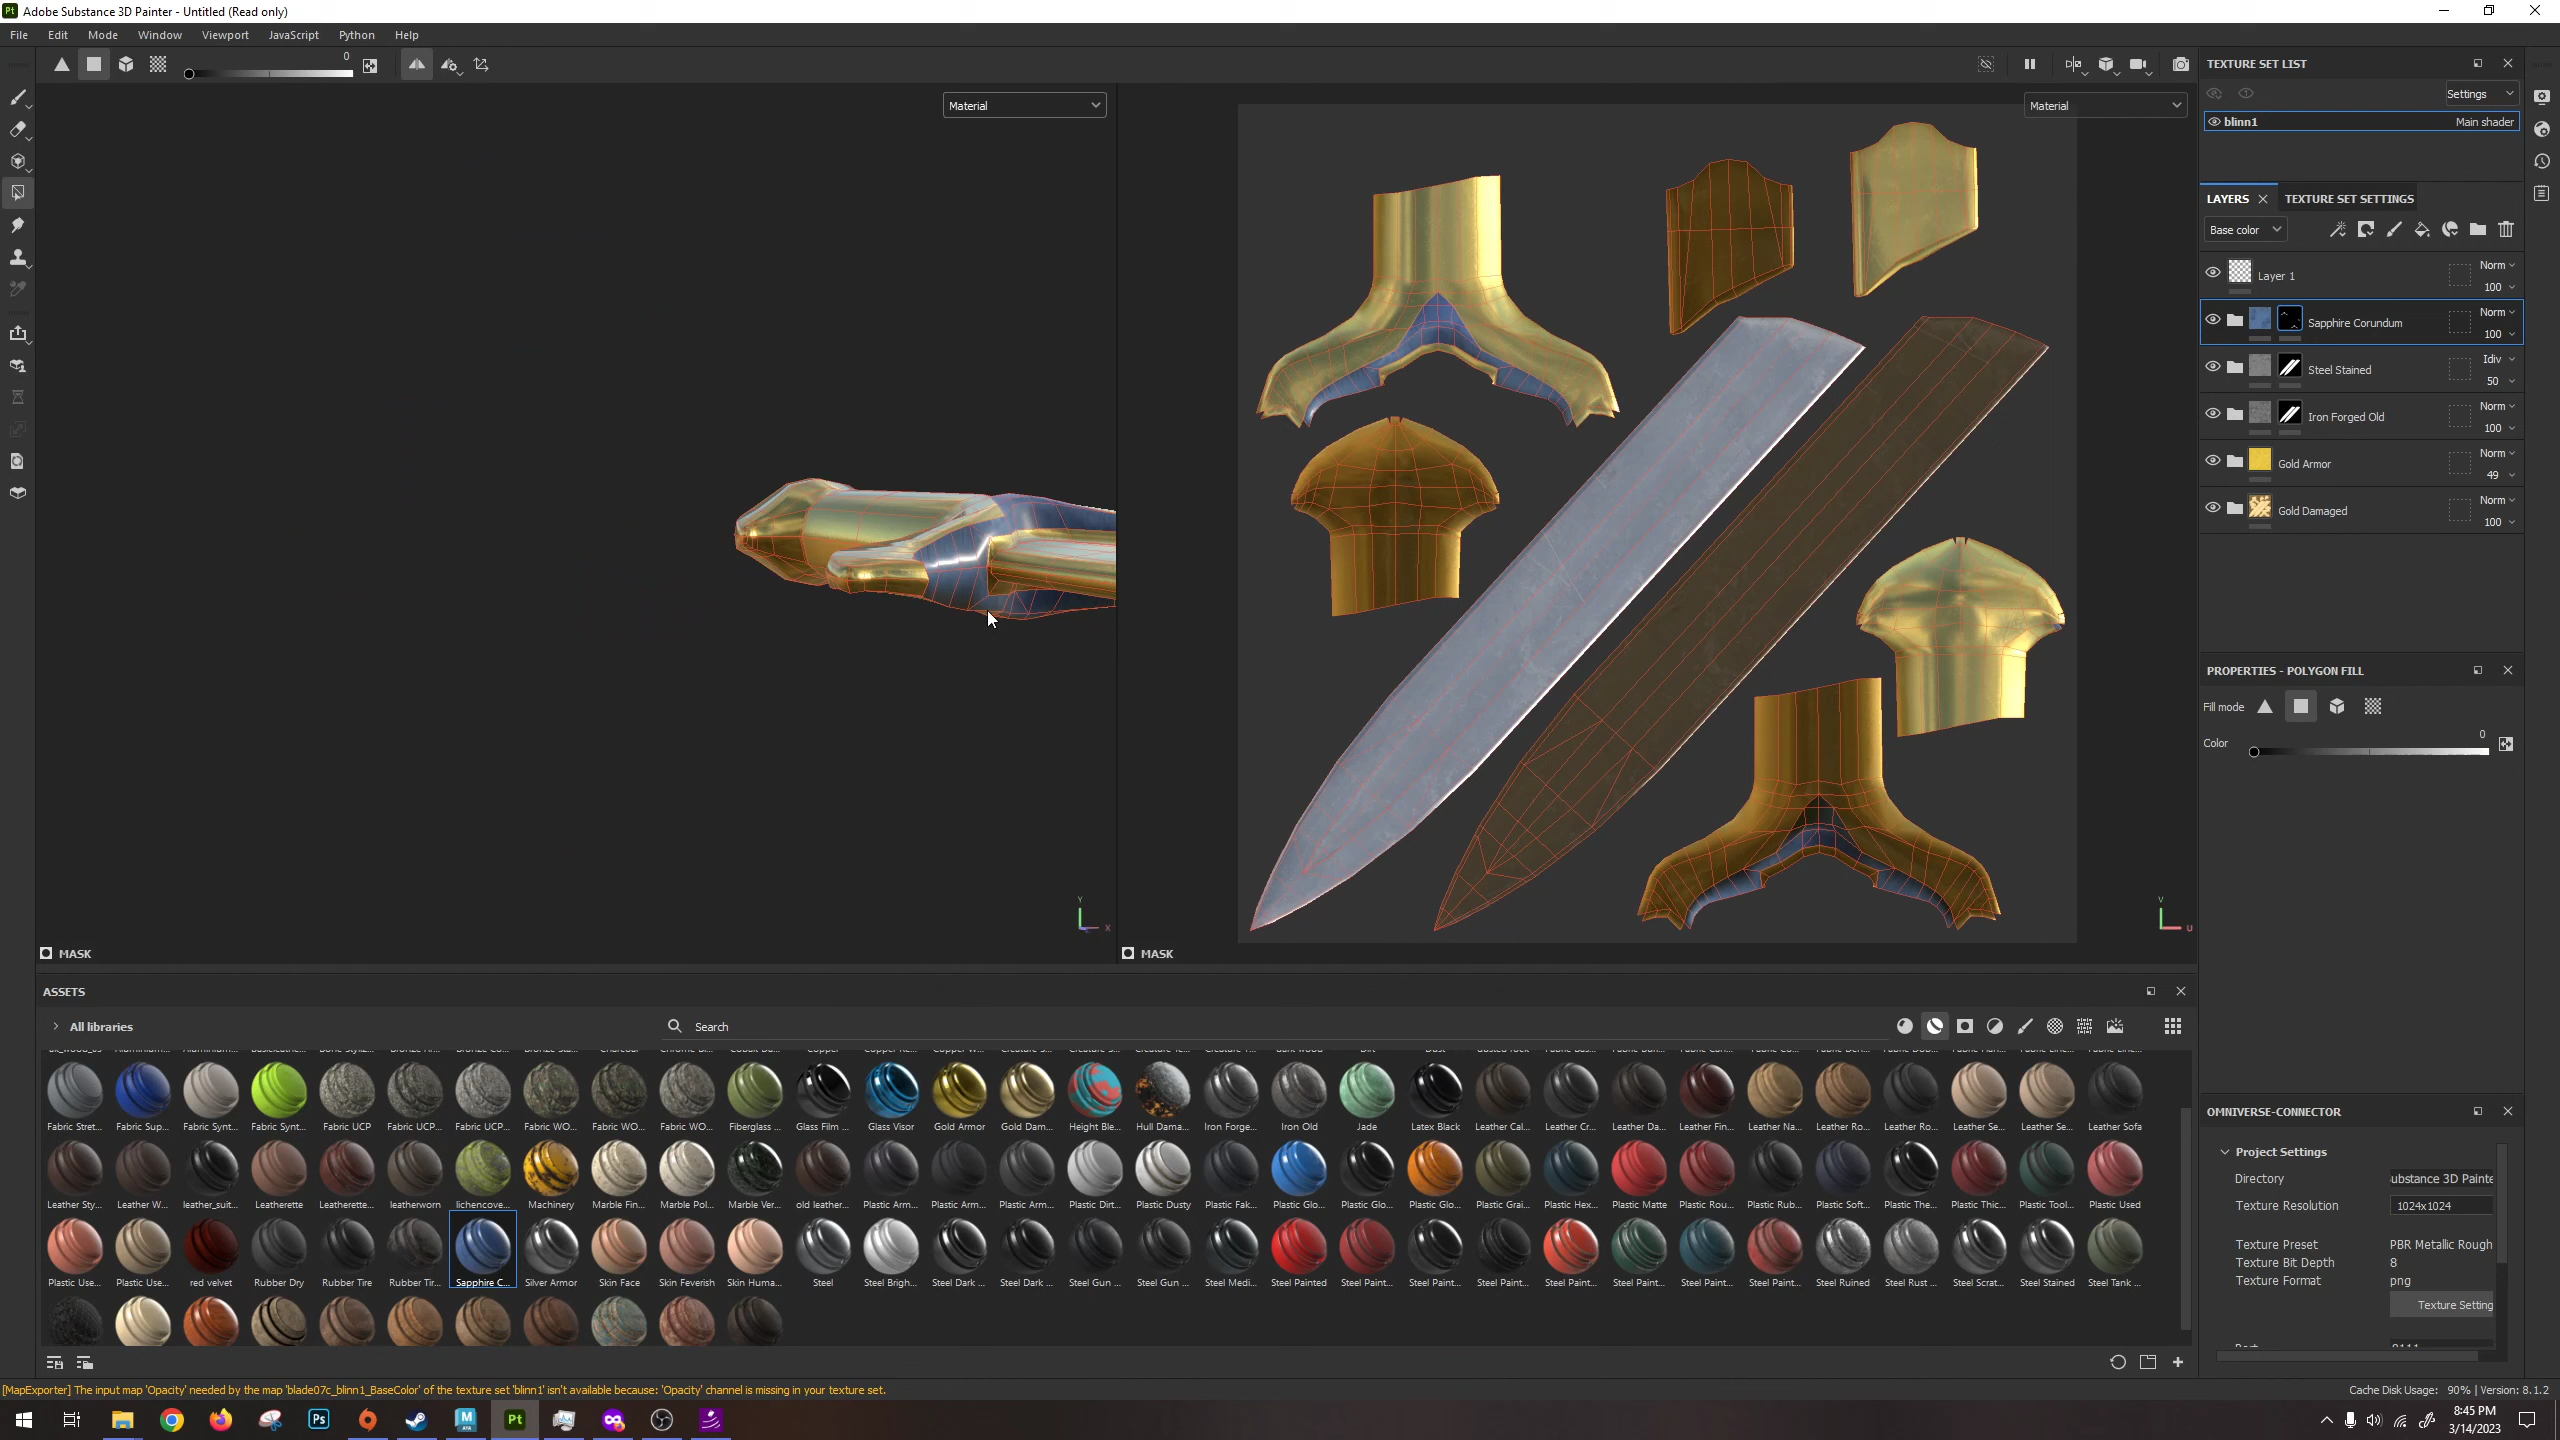 Adobe Substance 3D Painter - Untitled (Read only)
File Edit Mode Window Viewport JavaScript Python Help
0
Material
Material
MASK
MASK
TEXTURE SET LIST
Settings
blinn1 Main shader
LAYERS TEXTURE SET SETTINGS
Base color
Layer 1 Norm 100
Sapphire Corundum Norm 100
Steel Stained Idiv 50
Iron Forged Old Norm 100
Gold Armor Norm 49
Gold Damaged Norm 100
PROPERTIES - POLYGON FILL
Fill mode
Color 0
OMNIVERSE-CONNECTOR
Project Settings
Directory ubstance 3D Painte
Texture Resolution 1024x1024
Texture Preset PBR Metallic Rough
Texture Bit Depth 8
Texture Format png
Texture Setting
ASSETS
All libraries Search
Fabric Stret... Fabric Sup... Fabric Synt... Fabric Synt... Fabric UCP Fabric UCP... Fabric UCP... Fabric WO... Fabric WO... Fabric WO... Fiberglass ... Glass Film ... Glass Visor Gold Armor Gold Dam... Height Ble... Hull Dama... Iron Forge... Iron Old Jade Latex Black Leather Cal... Leather Cr... Leather Da... Leather Fin... Leather Na... Leather Ro... Leather Ro... Leather Se... Leather Se... Leather Sofa
Leather Sty... Leather W... leather_suit... Leatherette Leatherette... leatherworn lichencove... Machinery Marble Fin... Marble Pol... Marble Ver... old leather... Plastic Arm... Plastic Arm... Plastic Arm... Plastic Dirt... Plastic Dusty Plastic Fak... Plastic Glo... Plastic Glo... Plastic Glo... Plastic Grai... Plastic Hex... Plastic Matte Plastic Rou... Plastic Rub... Plastic Soft... Plastic The... Plastic Thic... Plastic Tool... Plastic Used
Plastic Use... Plastic Use... red velvet Rubber Dry Rubber Tire Rubber Tir... Sapphire C... Silver Armor Skin Face Skin Feverish Skin Huma... Steel Steel Brigh... Steel Dark ... Steel Dark ... Steel Gun ... Steel Gun ... Steel Medi... Steel Painted Steel Pain... Steel Paint... Steel Paint... Steel Paint... Steel Paint... Steel Paint... Steel Paint... Steel Ruined Steel Rust ... Steel Scrat... Steel Stained Steel Tank ...
[MapExporter] The input map 'Opacity' needed by the map 'blade07c_blinn1_BaseColor' of the texture set 'blinn1' isn't available because: 'Opacity' channel is missing in your texture set.
Cache Disk Usage: 90% | Version: 8.1.2
8:45 PM
3/14/2023